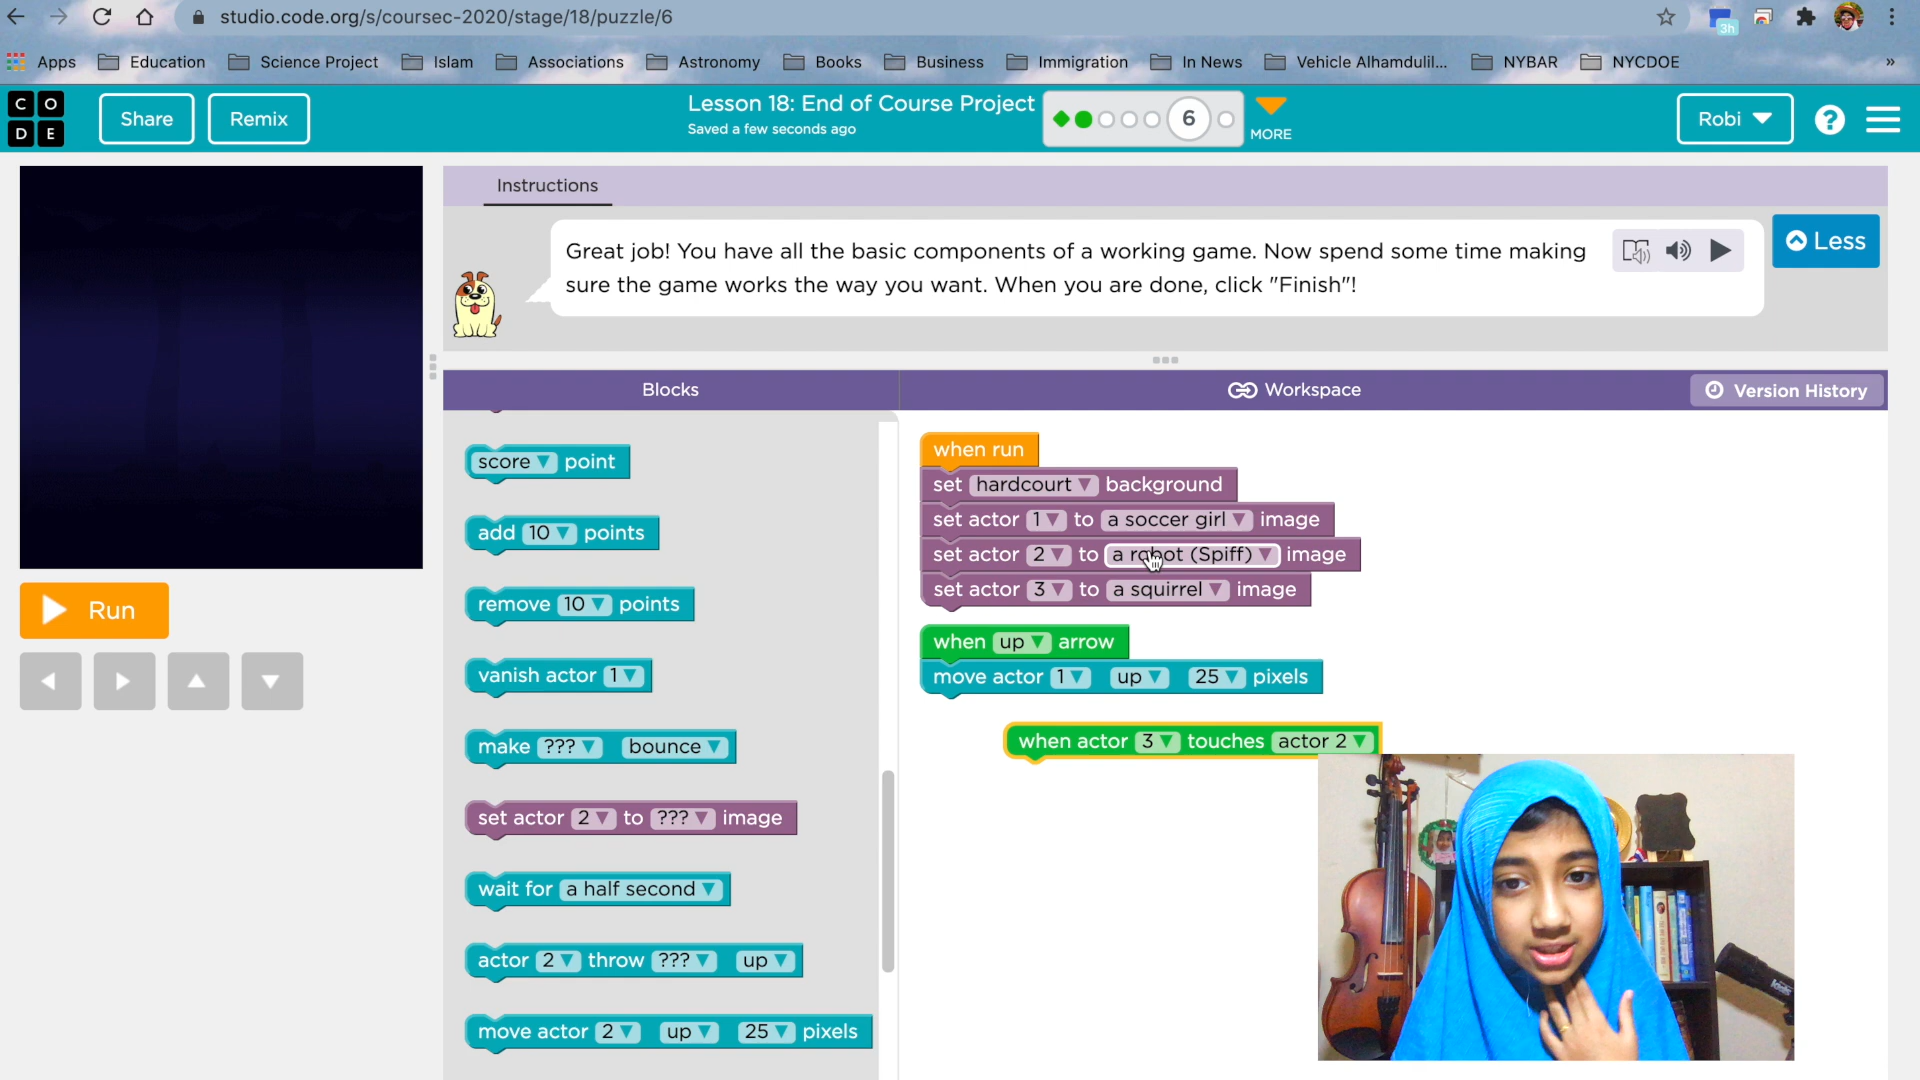 studio.code.org/s/coursec-2020/stage/18/puzzle/6
3h
Apps Education Science Project Islam Associations Astronomy Books Business Immigration In News Vehicle Alhamdulil... NYBAR NYCDOE »
C O
D E
Share Remix
Lesson 18: End of Course Project
Saved a few seconds ago
6
MORE
Robi
?
Instructions
Great job! You have all the basic components of a working game. Now spend some time making
sure the game works the way you want. When you are done, click "Finish"!
Less
Blocks
Workspace
Version History
Run
score point
add 10 points
remove 10 points
vanish actor 1
make ??? bounce
set actor 2 to ??? image
wait for a half second
actor 2 throw ??? up
move actor 2 up 25 pixels
when run
set hardcourt background
set actor 1 to a soccer girl image
set actor 2 to a robot (Spiff) image
set actor 3 to a squirrel image
when up arrow
move actor 1 up 25 pixels
when actor 3 touches actor 2